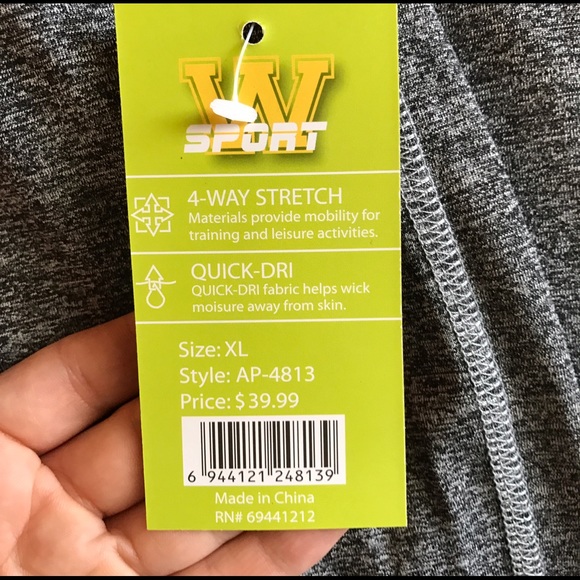 W
SPORT
4-WAY STRETCH
Materials provide mobility for
training and leisure activities.
QUICK-DRI
QUICK-DRI fabric helps wick
moisure away from skin.
Size: XL
Style: AP-4813
Price: $39.99
6 944121 248139
Made in China
RN# 69441212